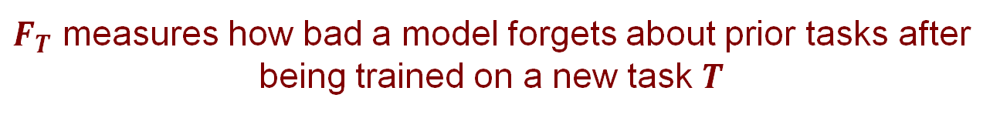 F_T measures how bad a model forgets about prior tasks after
being trained on a new task T